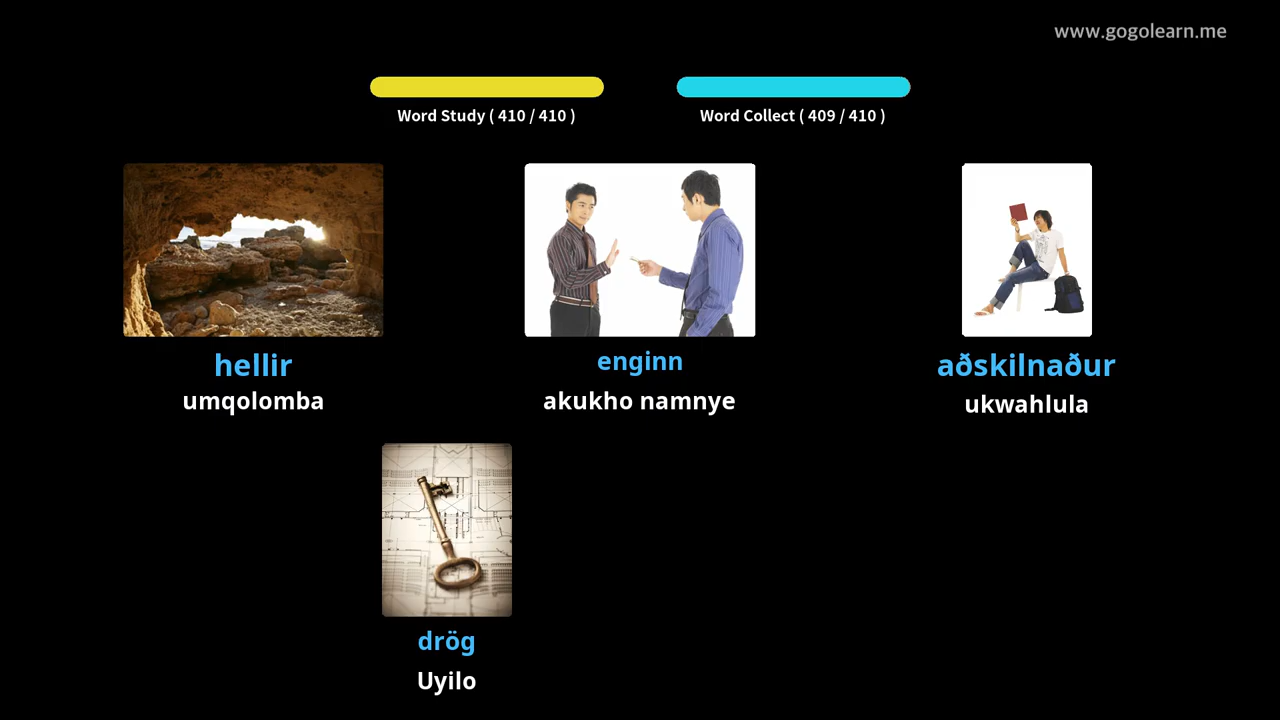 www.gogolearn.me
Word Study ( 410 / 410 )
Word Collect ( 409 / 410 )
hellir
umqolomba
enginn
akukho namnye
aðskilnaður
ukwahlula
drög
Uyilo